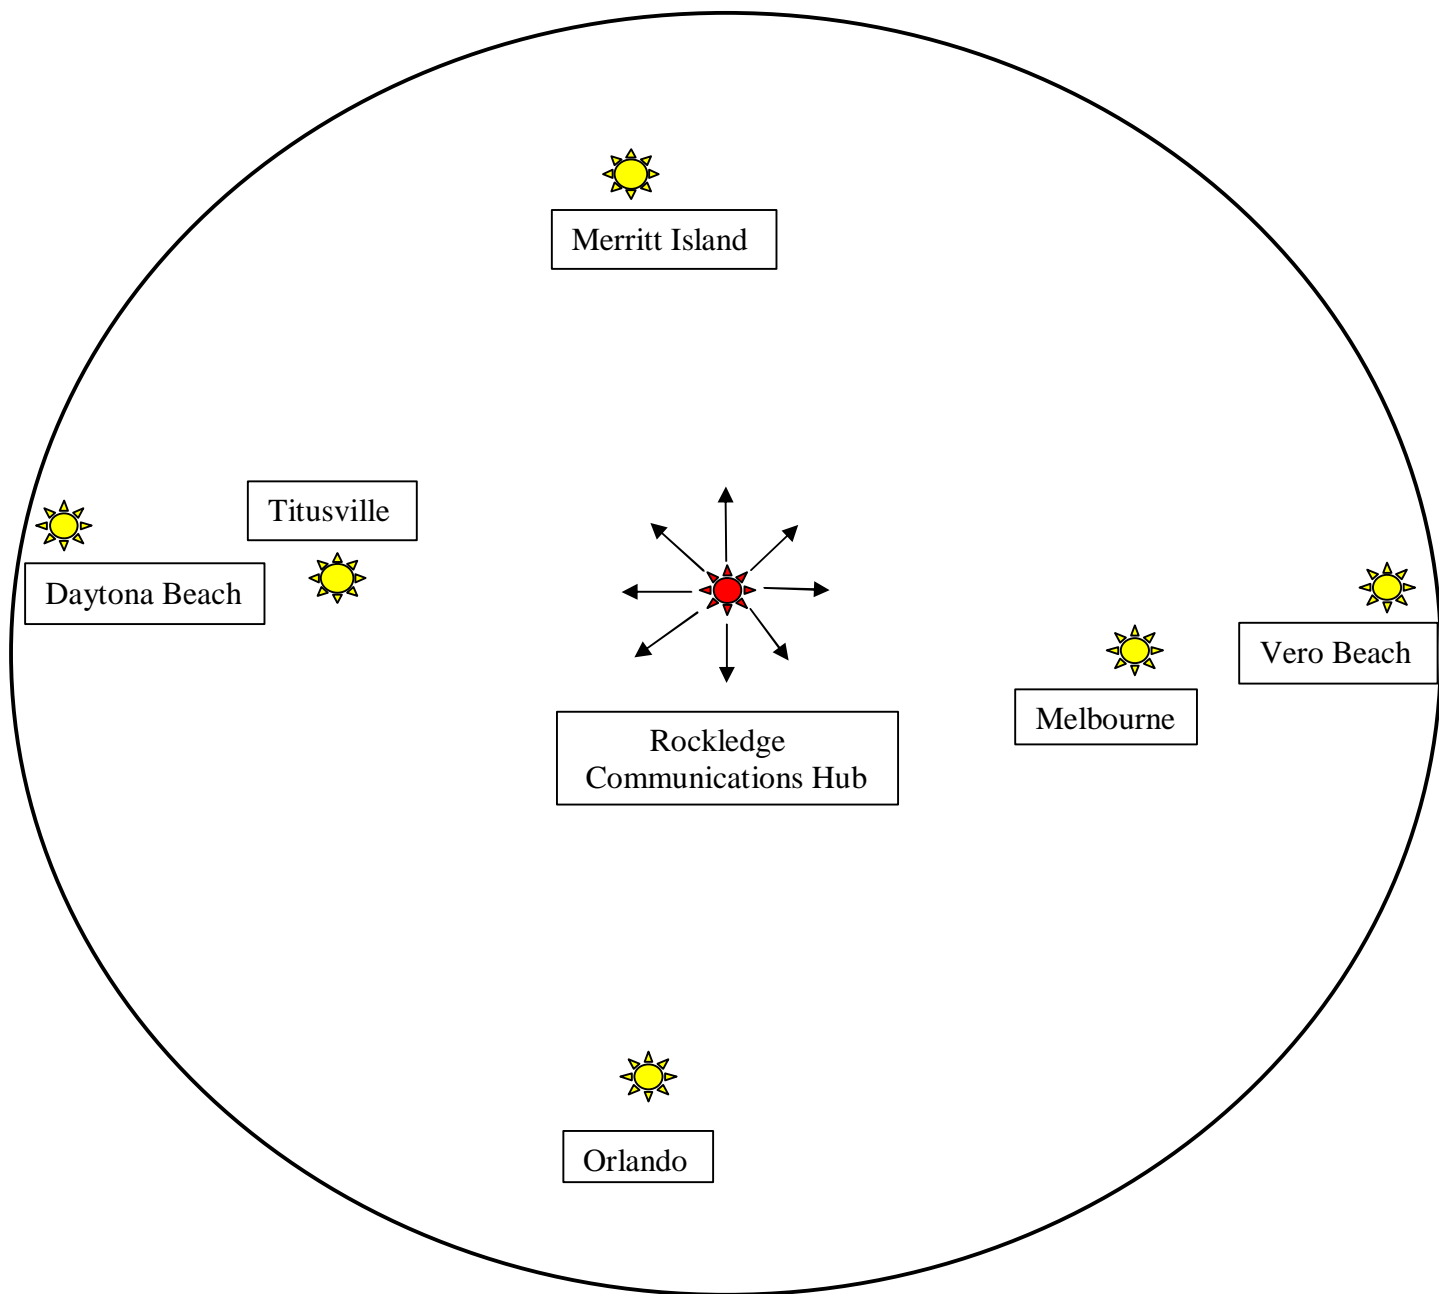 Merritt Island
Titusville
Daytona Beach
Vero Beach
Melbourne
Rockledge
Communications Hub
Orlando